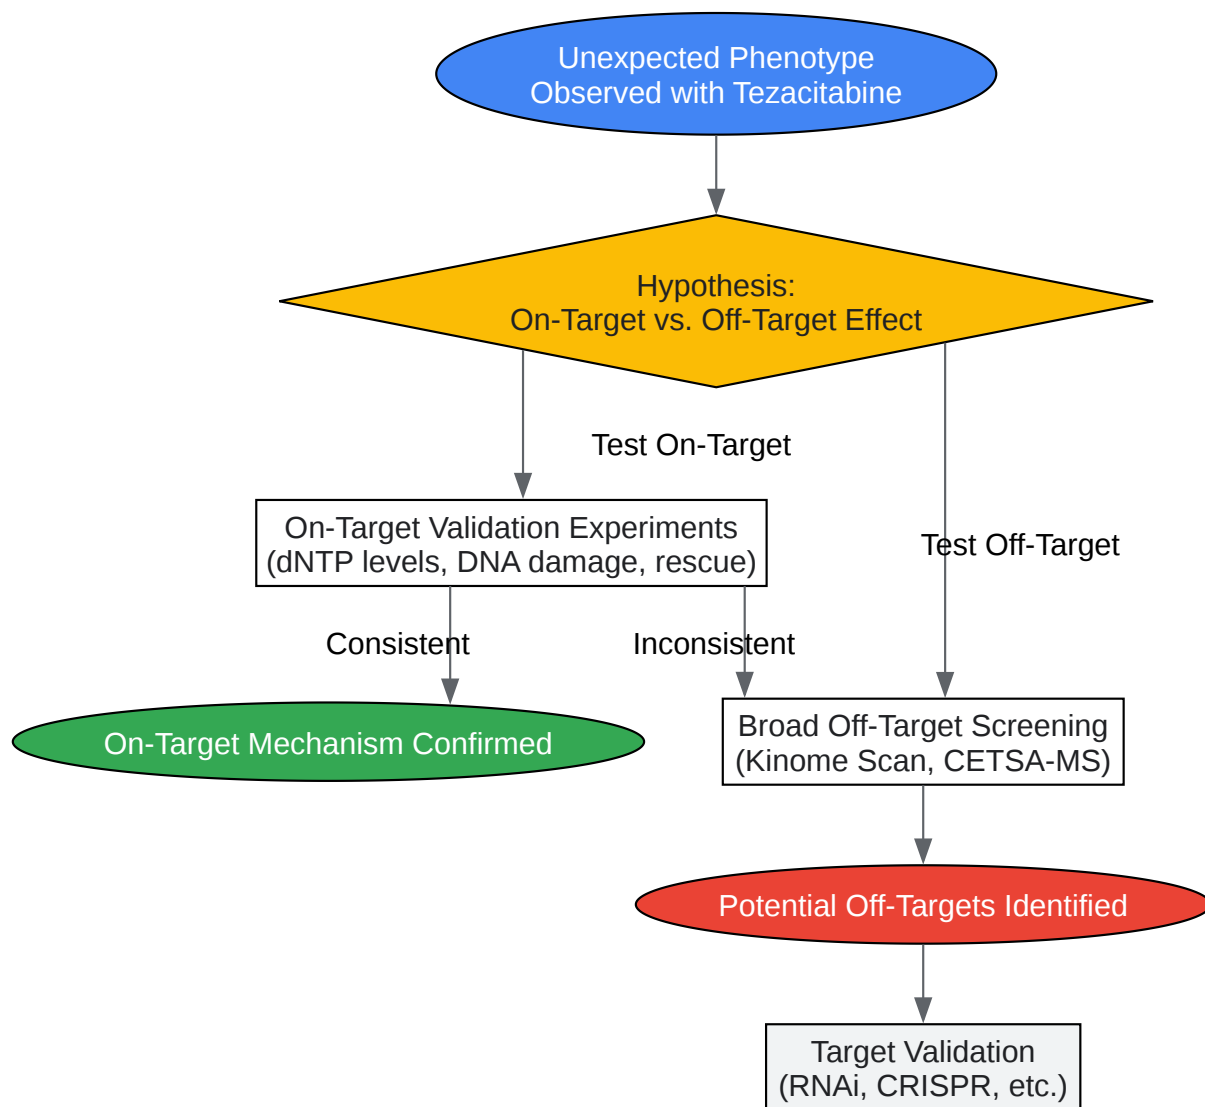 Unexpected Phenotype
Observed with Tezacitabine
Hypothesis:
On-Target vs. Off-Target Effect
Test On-Target
On-Target Validation Experiments
(dNTP levels, DNA damage, rescue)
Test Off-Target
Consistent
Inconsistent
On-Target Mechanism Confirmed
Broad Off-Target Screening
(Kinome Scan, CETSA-MS)
Potential Off-Targets Identified
Target Validation
(RNAi, CRISPR, etc.)